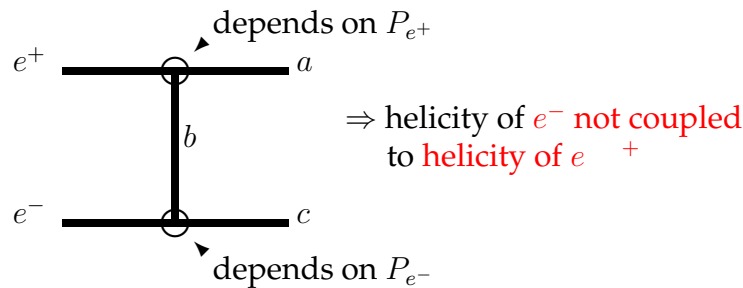 depends on P_{e^+}
e^+ a
⇒ helicity of e^- not coupled
b
to helicity of e ^+
e^- c
depends on P_{e^-}